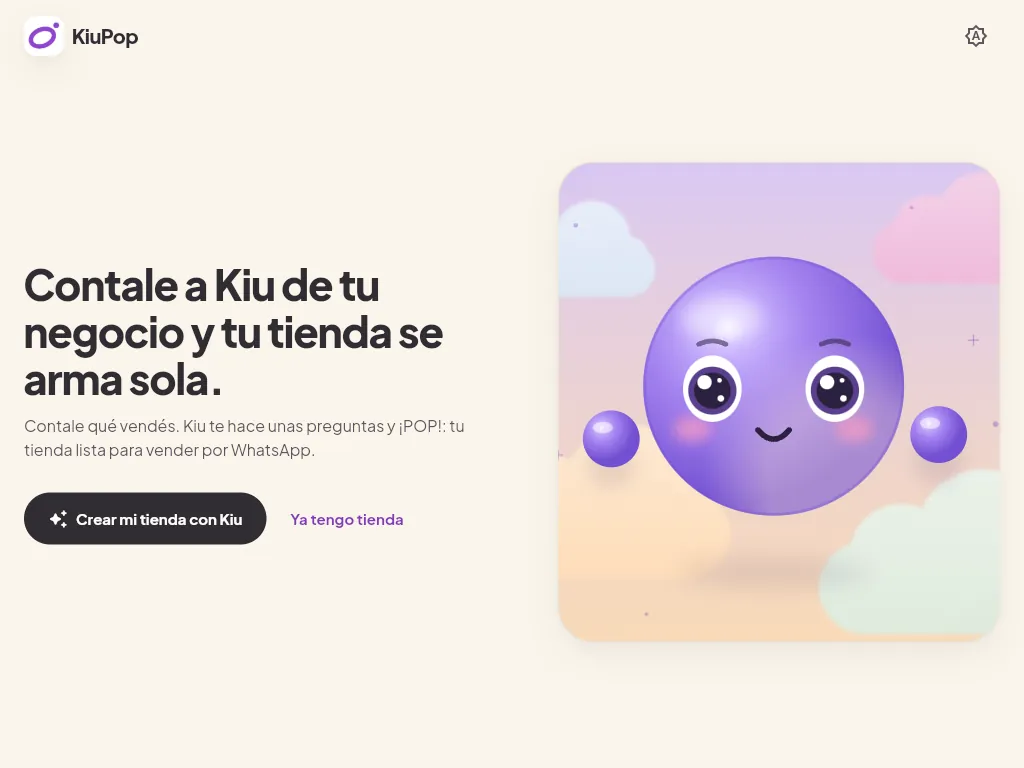 KiuPop
A
Contale a Kiu de tu
negocio y tu tienda se
arma sola.
Contale qué vendés. Kiu te hace unas preguntas y ¡POP!: tu
tienda lista para vender por WhatsApp.
Crear mi tienda con Kiu
Ya tengo tienda